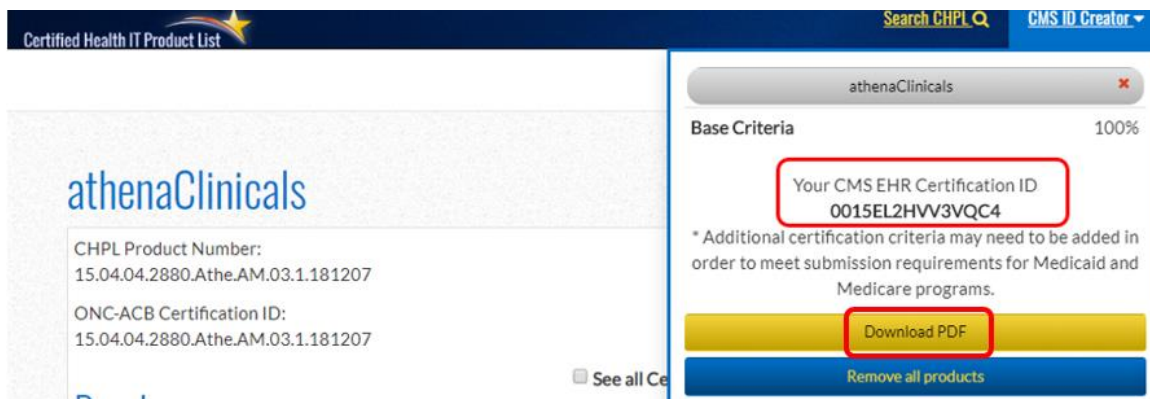 Certified Health IT Product List
Search CHPL
CMS ID Creator
athenaClinicals
CHPL Product Number:
15.04.04.2880.Athe.AM.03.1.181207
ONC-ACB Certification ID:
15.04.04.2880.Athe.AM.03.1.181207
See all Ce
athenaClinicals
Base Criteria 100%
Your CMS EHR Certification ID
0015EL2HVV3VQC4
* Additional certification criteria may need to be added in
order to meet submission requirements for Medicaid and
Medicare programs.
Download PDF
Remove all products